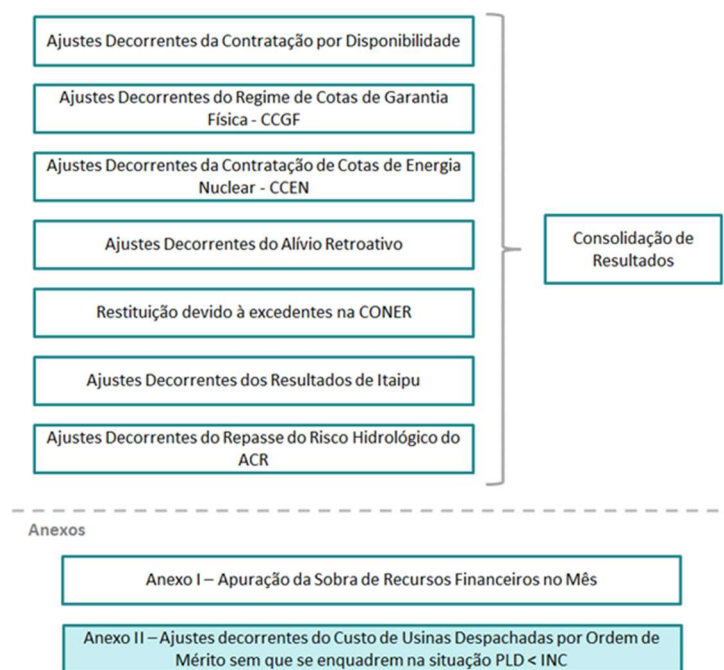 Ajustes Decorrentes da Contratação por Disponibilidade
Ajustes Decorrentes do Regime de Cotas de Garantia
Física - CCGF
Ajustes Decorrentes da Contratação de Cotas de Energia
Nuclear - CCEN
Ajustes Decorrentes do Alívio Retroativo
Restituição devido à excedentes na CONER
Ajustes Decorrentes dos Resultados de Itaipu
Ajustes Decorrentes do Repasse do Risco Hidrológico do
ACR
Consolidação de
Resultados
Anexos
Anexo I – Apuração da Sobra de Recursos Financeiros no Mês
Anexo II – Ajustes decorrentes do Custo de Usinas Despachadas por Ordem de
Mérito sem que se enquadrem na situação PLD < INC